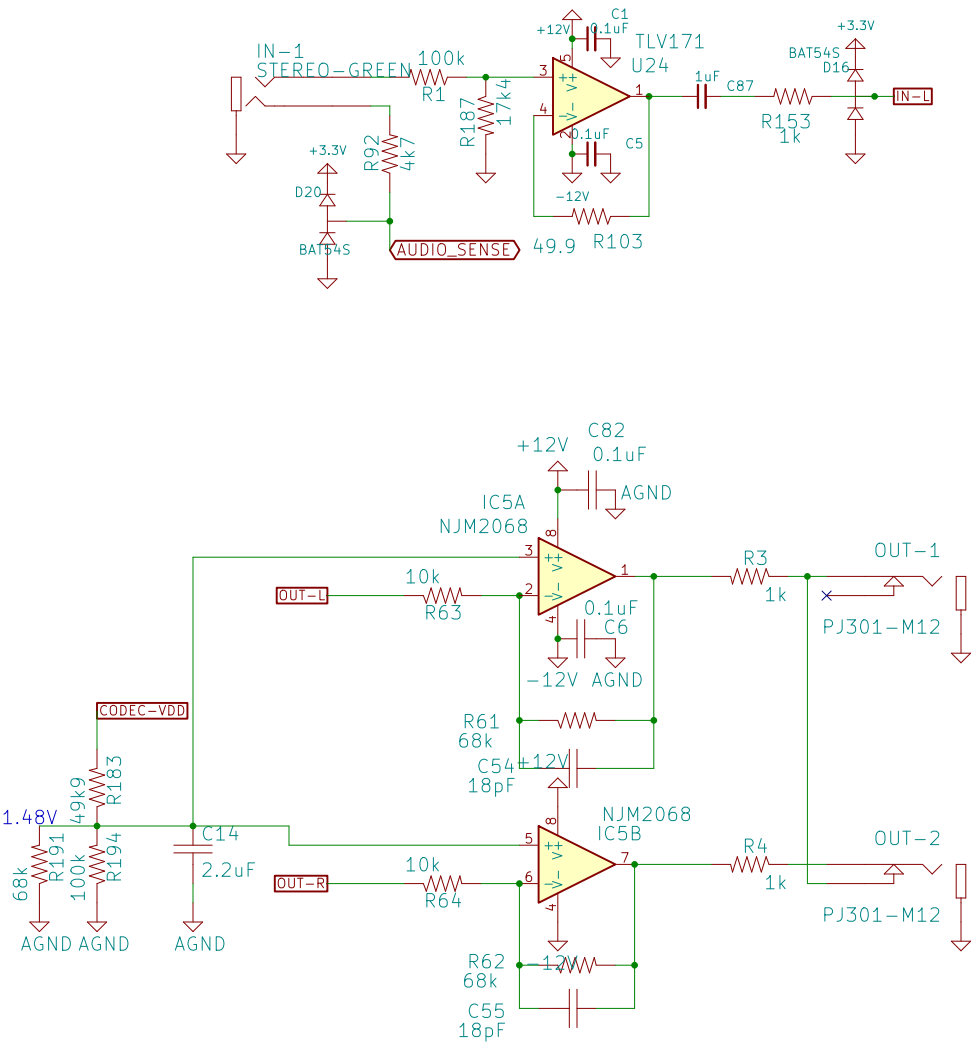 C1
+12V 0.1uF
IN-1
STEREO-GREEN
100k
R1
R187
17k4
TLV171
U24
5
3
4
1
2
V+
V-
0.1uF
C5
-12V
1uF
C87
+3.3V
BAT54S
D16
IN-L
R153
1k
R92
4k7
+3.3V
D20
BAT54S
AUDIO_SENSE
49.9
R103
C82
+12V
0.1uF
AGND
IC5A
NJM2068
8
3
2
1
4
V+
V-
10k
OUT-L
R63
0.1uF
C6
-12V
AGND
R3
1k
OUT-1
PJ301-M12
CODEC-VDD
R61
68k
C54
18pF
+12V
49k9
R183
1.48V
68k
R191
100k
R194
C14
2.2uF
AGND
AGND
AGND
NJM2068
IC5B
8
5
6
7
4
V+
V-
10k
OUT-R
R64
R4
1k
OUT-2
PJ301-M12
R62
-12V
68k
C55
18pF